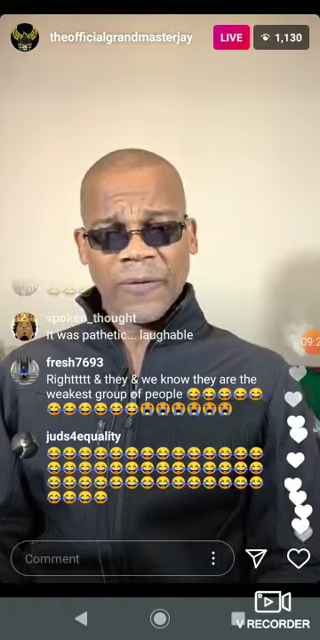 theofficialgrandmasterjay
LIVE
1,130
spoken_thought
It was pathetic... laughable
fresh7693
Righttttt & they & we know they are the
weakest group of people 😂😂😂😂😂
😂😂😂😂😂😂😭😭😭😭😭😭
juds4equality
😂😂😂😂😂😂😂😂😂😂😂😂😂😂
😂😂😂😂😂😂😂😂😂😂😂😂😂😂
😂😂😂😂😂😂😂😂😂😂😂😂😂😂
😂😂😂😂
Comment
V RECORDER